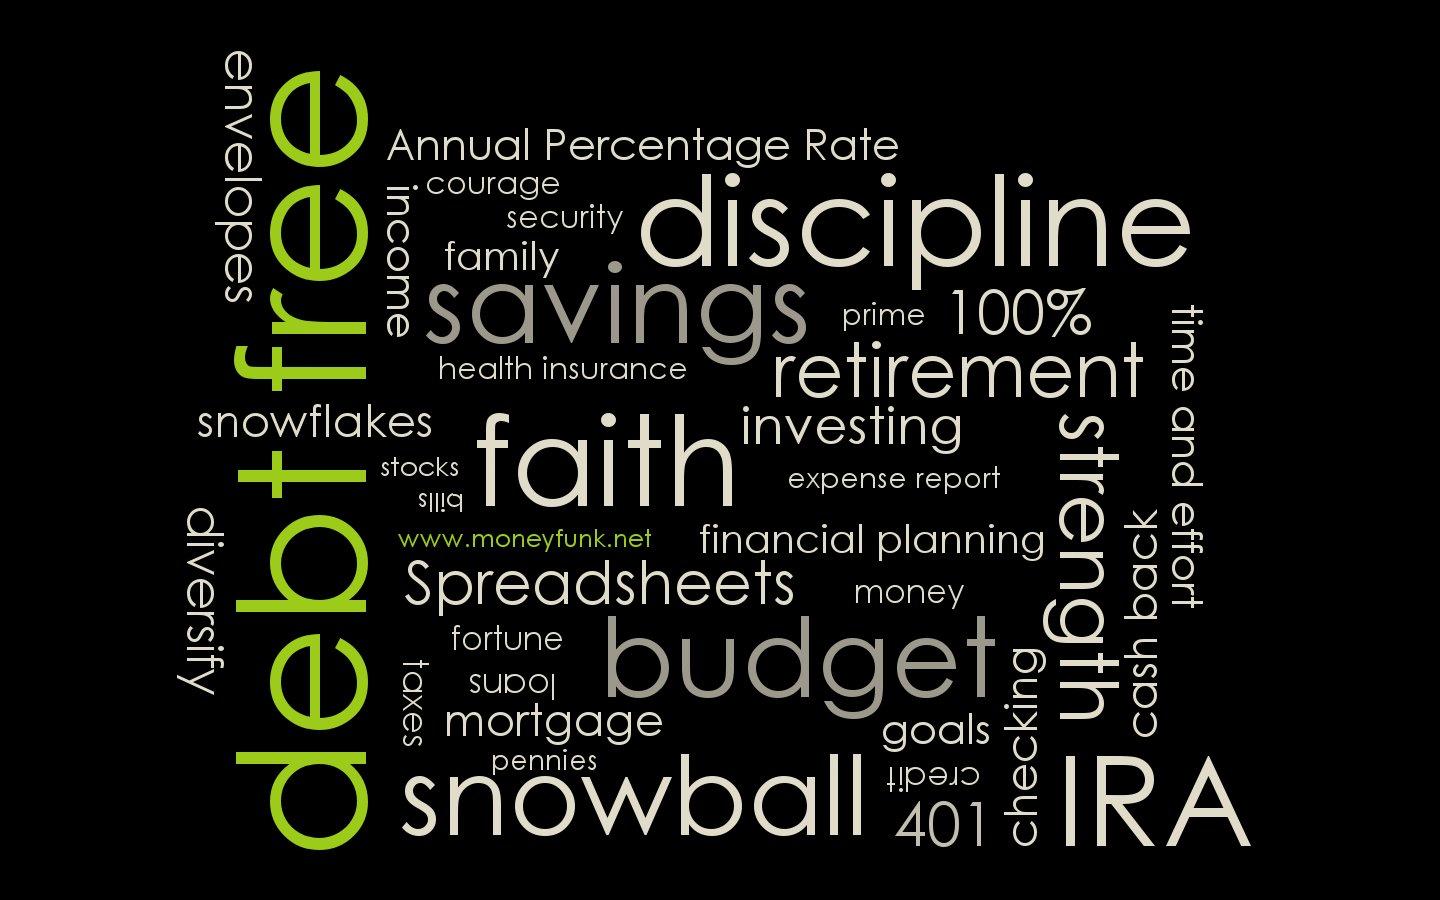 envelopes
debt free
Annual Percentage Rate
income
courage
security
discipline
family
savings
prime
100%
time and effort
health insurance
retirement
snowflakes
faith
investing
strength
stocks
expense report
bills
diversify
www.moneyfunk.net
financial planning
cash back
Spreadsheets
money
fortune
budget
taxes
loans
mortgage
goals
checking
pennies
snowball
credit
401
IRA